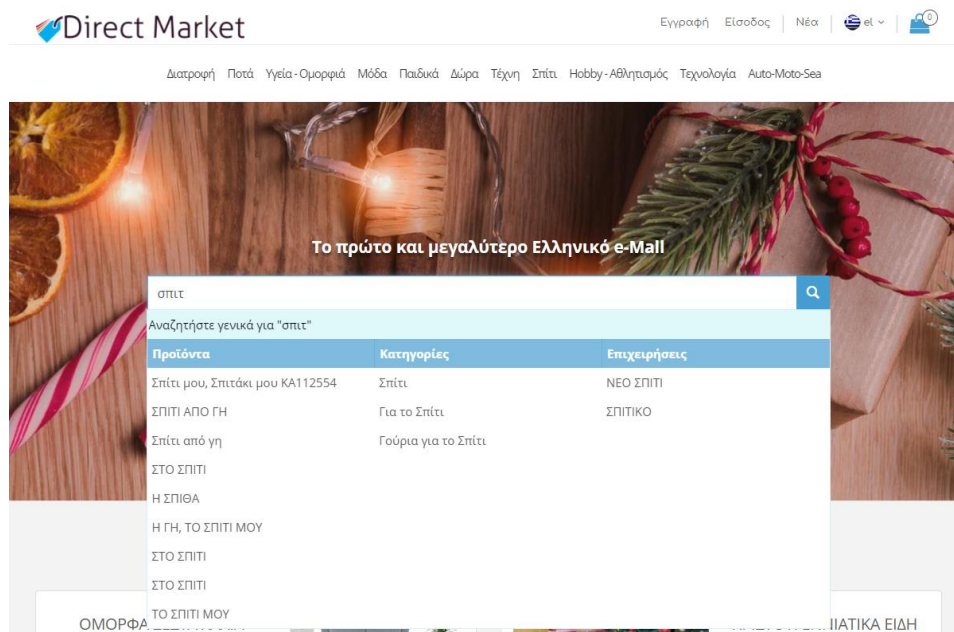 Direct Market
Εγγραφή Είσοδος Νέα el 0
Διατροφή Ποτά Υγεία - Ομορφιά Μόδα Παιδικά Δώρα Τέχνη Σπίτι Hobby - Αθλητισμός Τεχνολογία Auto-Moto-Sea
Το πρώτο και μεγαλύτερο Ελληνικό e-Mall
σπιτ
Αναζητήστε γενικά για "σπιτ"
Προϊόντα Κατηγορίες Επιχειρήσεις
Σπίτι μου, Σπιτάκι μου ΚΑ112554 Σπίτι ΝΕΟ ΣΠΙΤΙ
ΣΠΙΤΙ ΑΠΟ ΓΗ Για το Σπίτι ΣΠΙΤΙΚΟ
Σπίτι από γη Γούρια για το Σπίτι
ΣΤΟ ΣΠΙΤΙ
Η ΣΠΙΘΑ
Η ΓΗ, ΤΟ ΣΠΙΤΙ ΜΟΥ
ΣΤΟ ΣΠΙΤΙ
ΣΤΟ ΣΠΙΤΙ
ΤΟ ΣΠΙΤΙ ΜΟΥ
ΕΙΔΗ